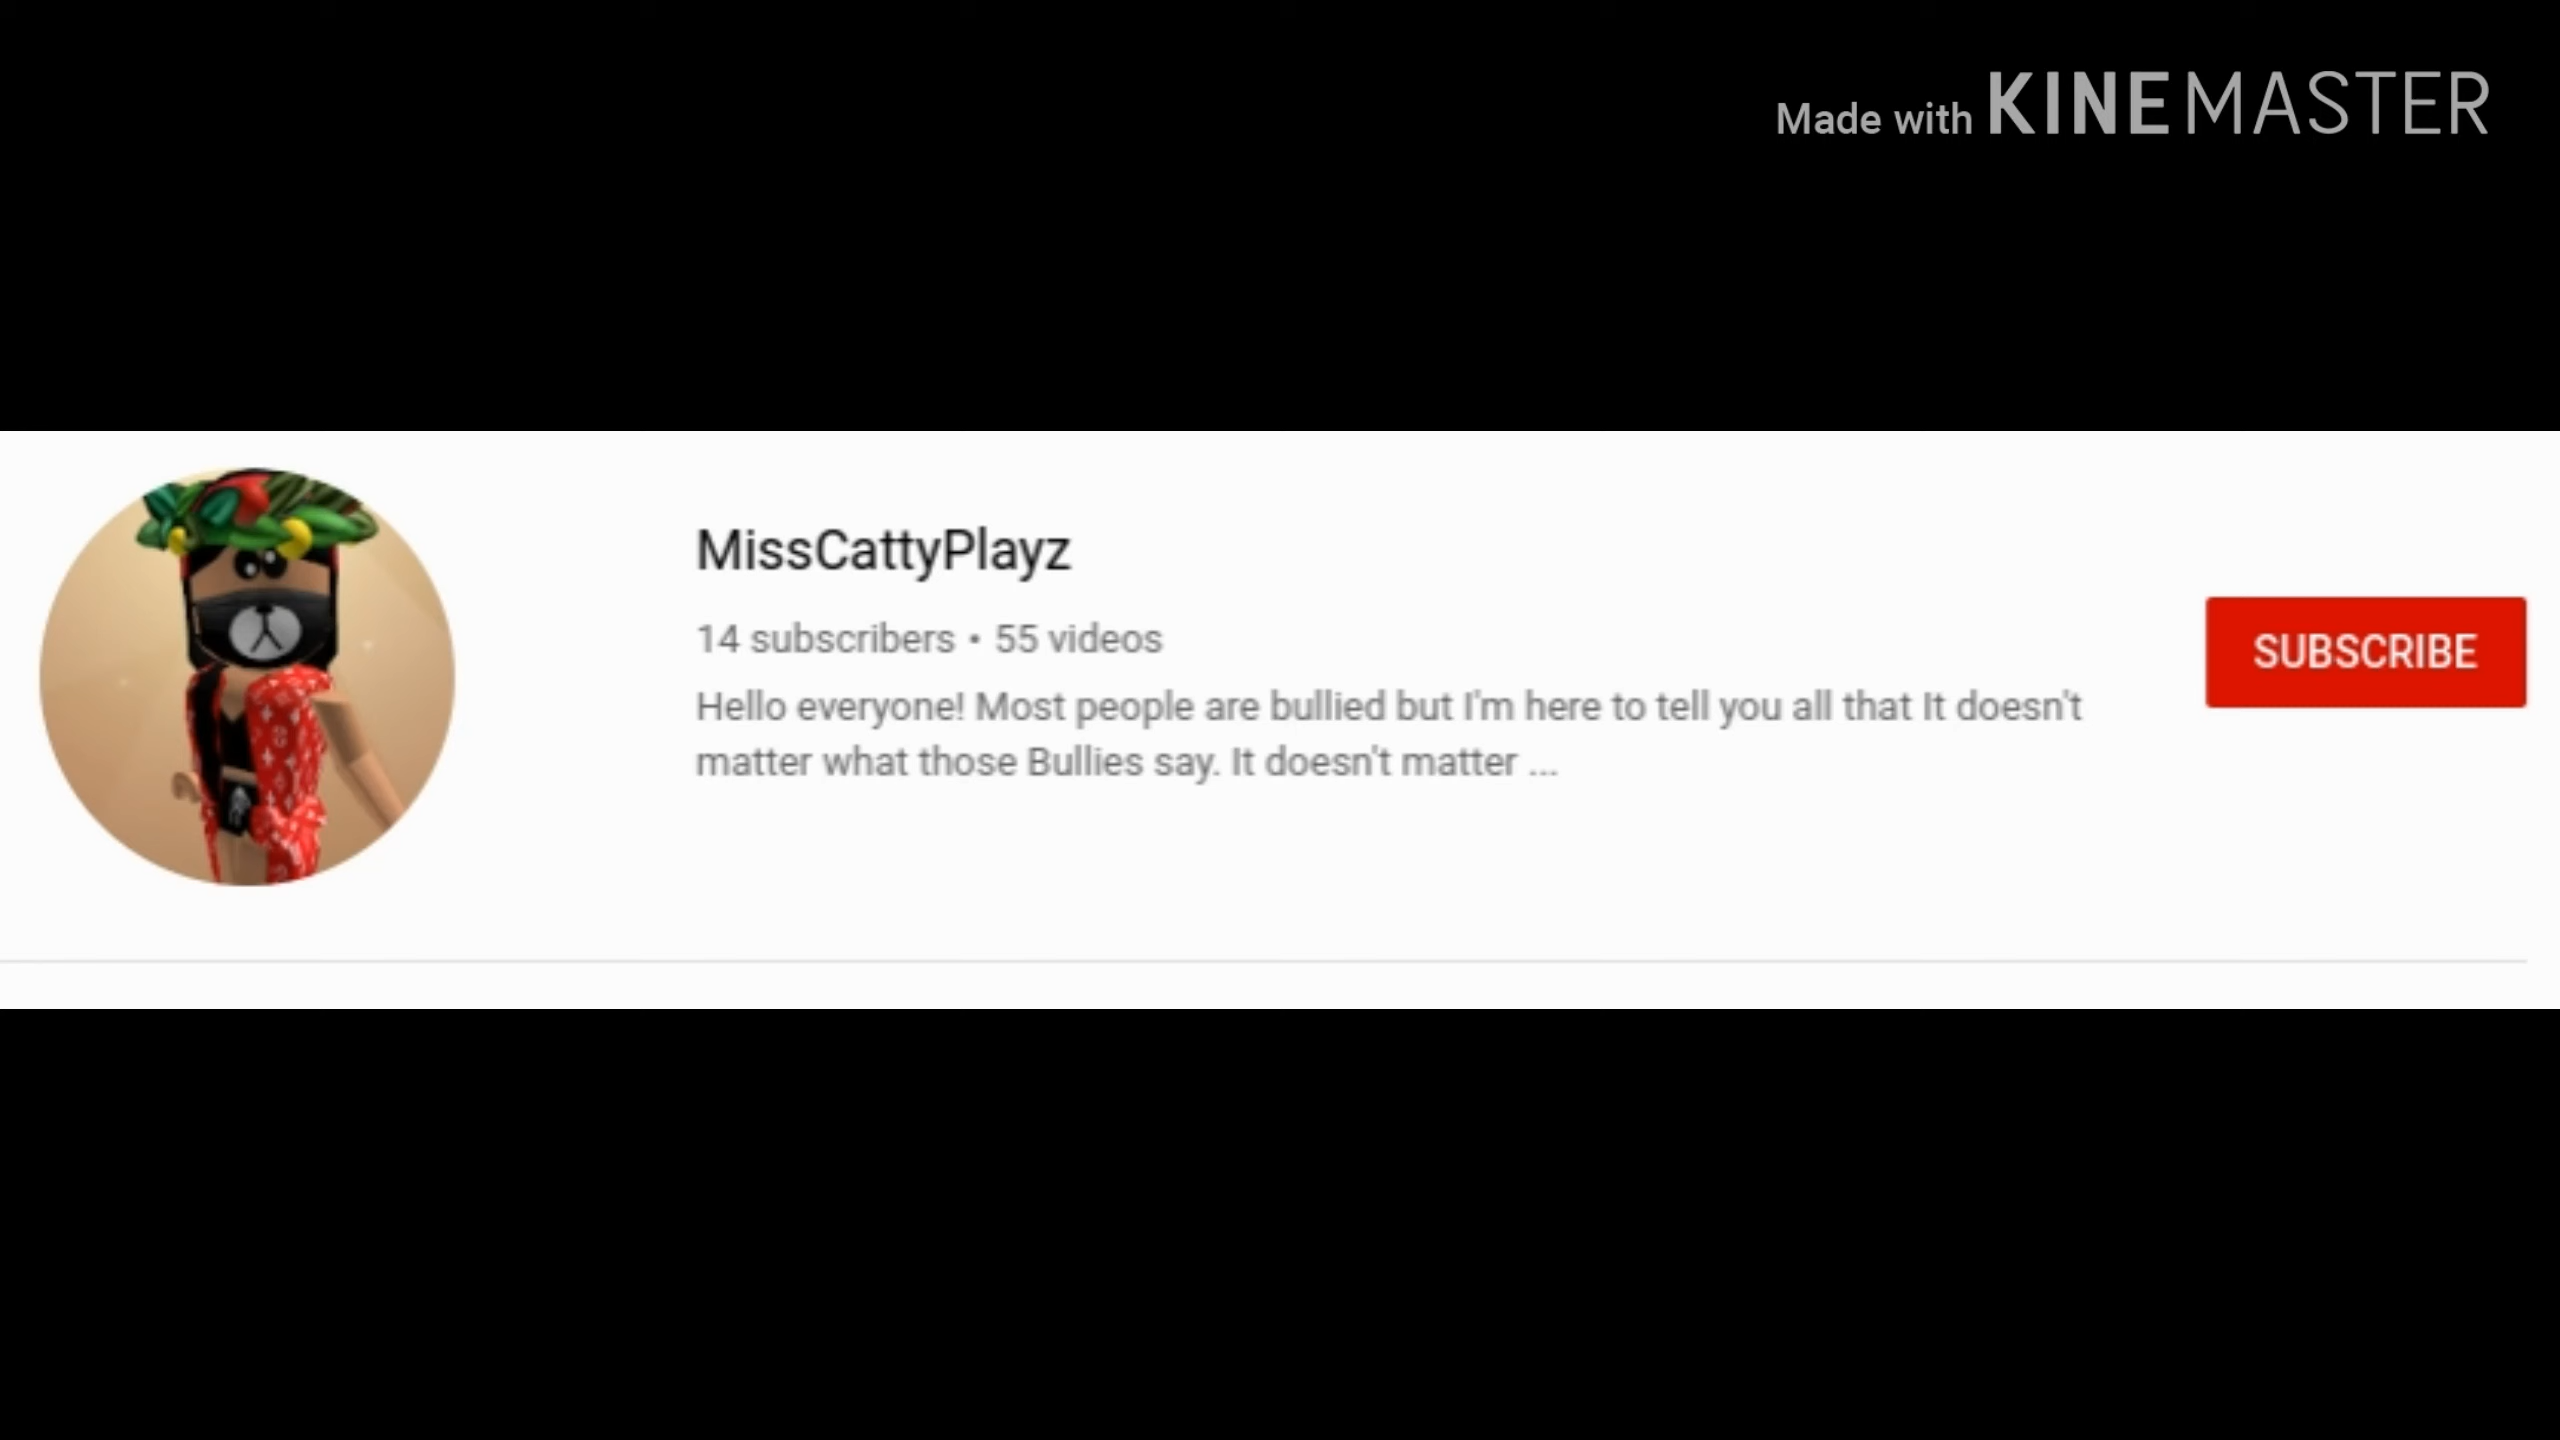 Made with KINEMASTER
MissCattyPlayz
14 subscribers • 55 videos
SUBSCRIBE
Hello everyone! Most people are bullied but I'm here to tell you all that It doesn't
matter what those Bullies say. It doesn't matter ...